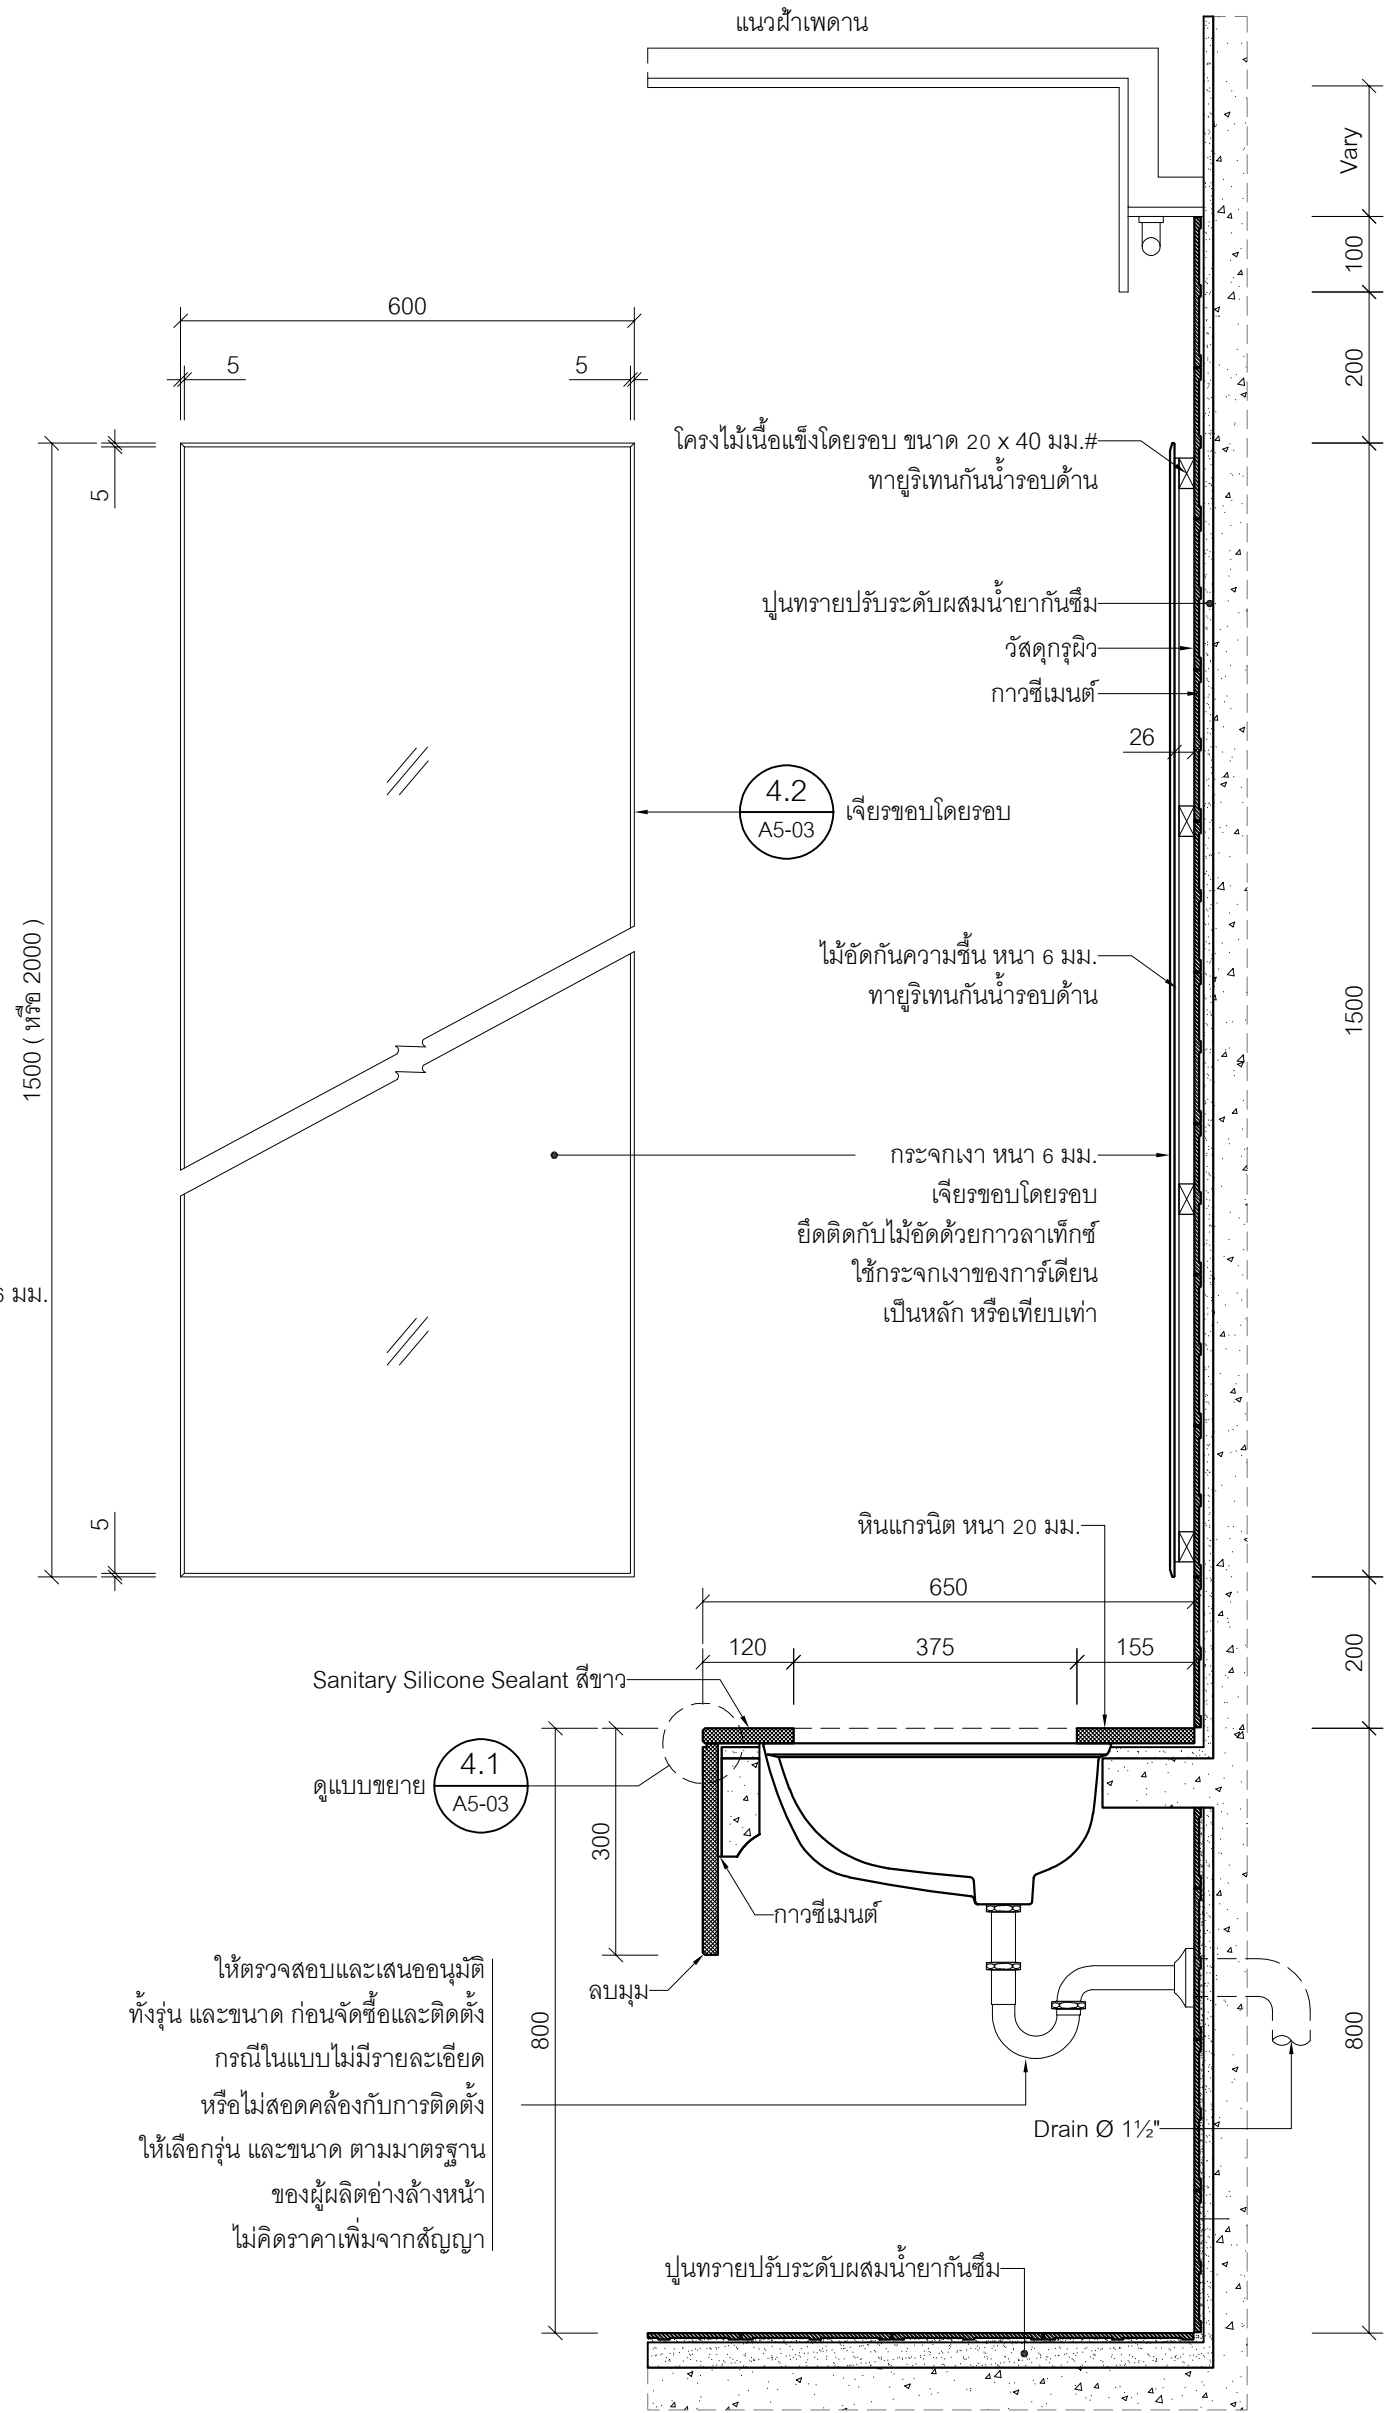 แนวฝ้าเพดาน
Vary
100
200
600
5
5
5
โครงไม้เนื้อแข็งโดยรอบ ขนาด 20 x 40 มม.#
ทายูริเทนกันน้ำรอบด้าน
ปูนทรายปรับระดับผสมน้ำยากันซึม
วัสดุกรุผิว
กาวซีเมนต์
26
4.2
A5-03
เจียรขอบโดยรอบ
1500 ( หรือ 2000 )
ไม้อัดกันความชื้น หนา 6 มม.
ทายูริเทนกันน้ำรอบด้าน
1500
กระจกเงา หนา 6 มม.
เจียรขอบโดยรอบ
ยึดติดกับไม้อัดด้วยกาวลาเท็กซ์
ใช้กระจกเงาของการ์เดียน
เป็นหลัก หรือเทียบเท่า
มม.
5
หินแกรนิต หนา 20 มม.
650
120
375
155
200
Sanitary Silicone Sealant สีขาว
4.1
A5-03
ดูแบบขยาย
300
กาวซีเมนต์
ลบมุม
800
800
ให้ตรวจสอบและเสนออนุมัติ
ทั้งรุ่น และขนาด ก่อนจัดซื้อและติดตั้ง
กรณีในแบบไม่มีรายละเอียด
หรือไม่สอดคล้องกับการติดตั้ง
ให้เลือกรุ่น และขนาด ตามมาตรฐาน
ของผู้ผลิตอ่างล้างหน้า
ไม่คิดราคาเพิ่มจากสัญญา
Drain Ø 1½"
ปูนทรายปรับระดับผสมน้ำยากันซึม